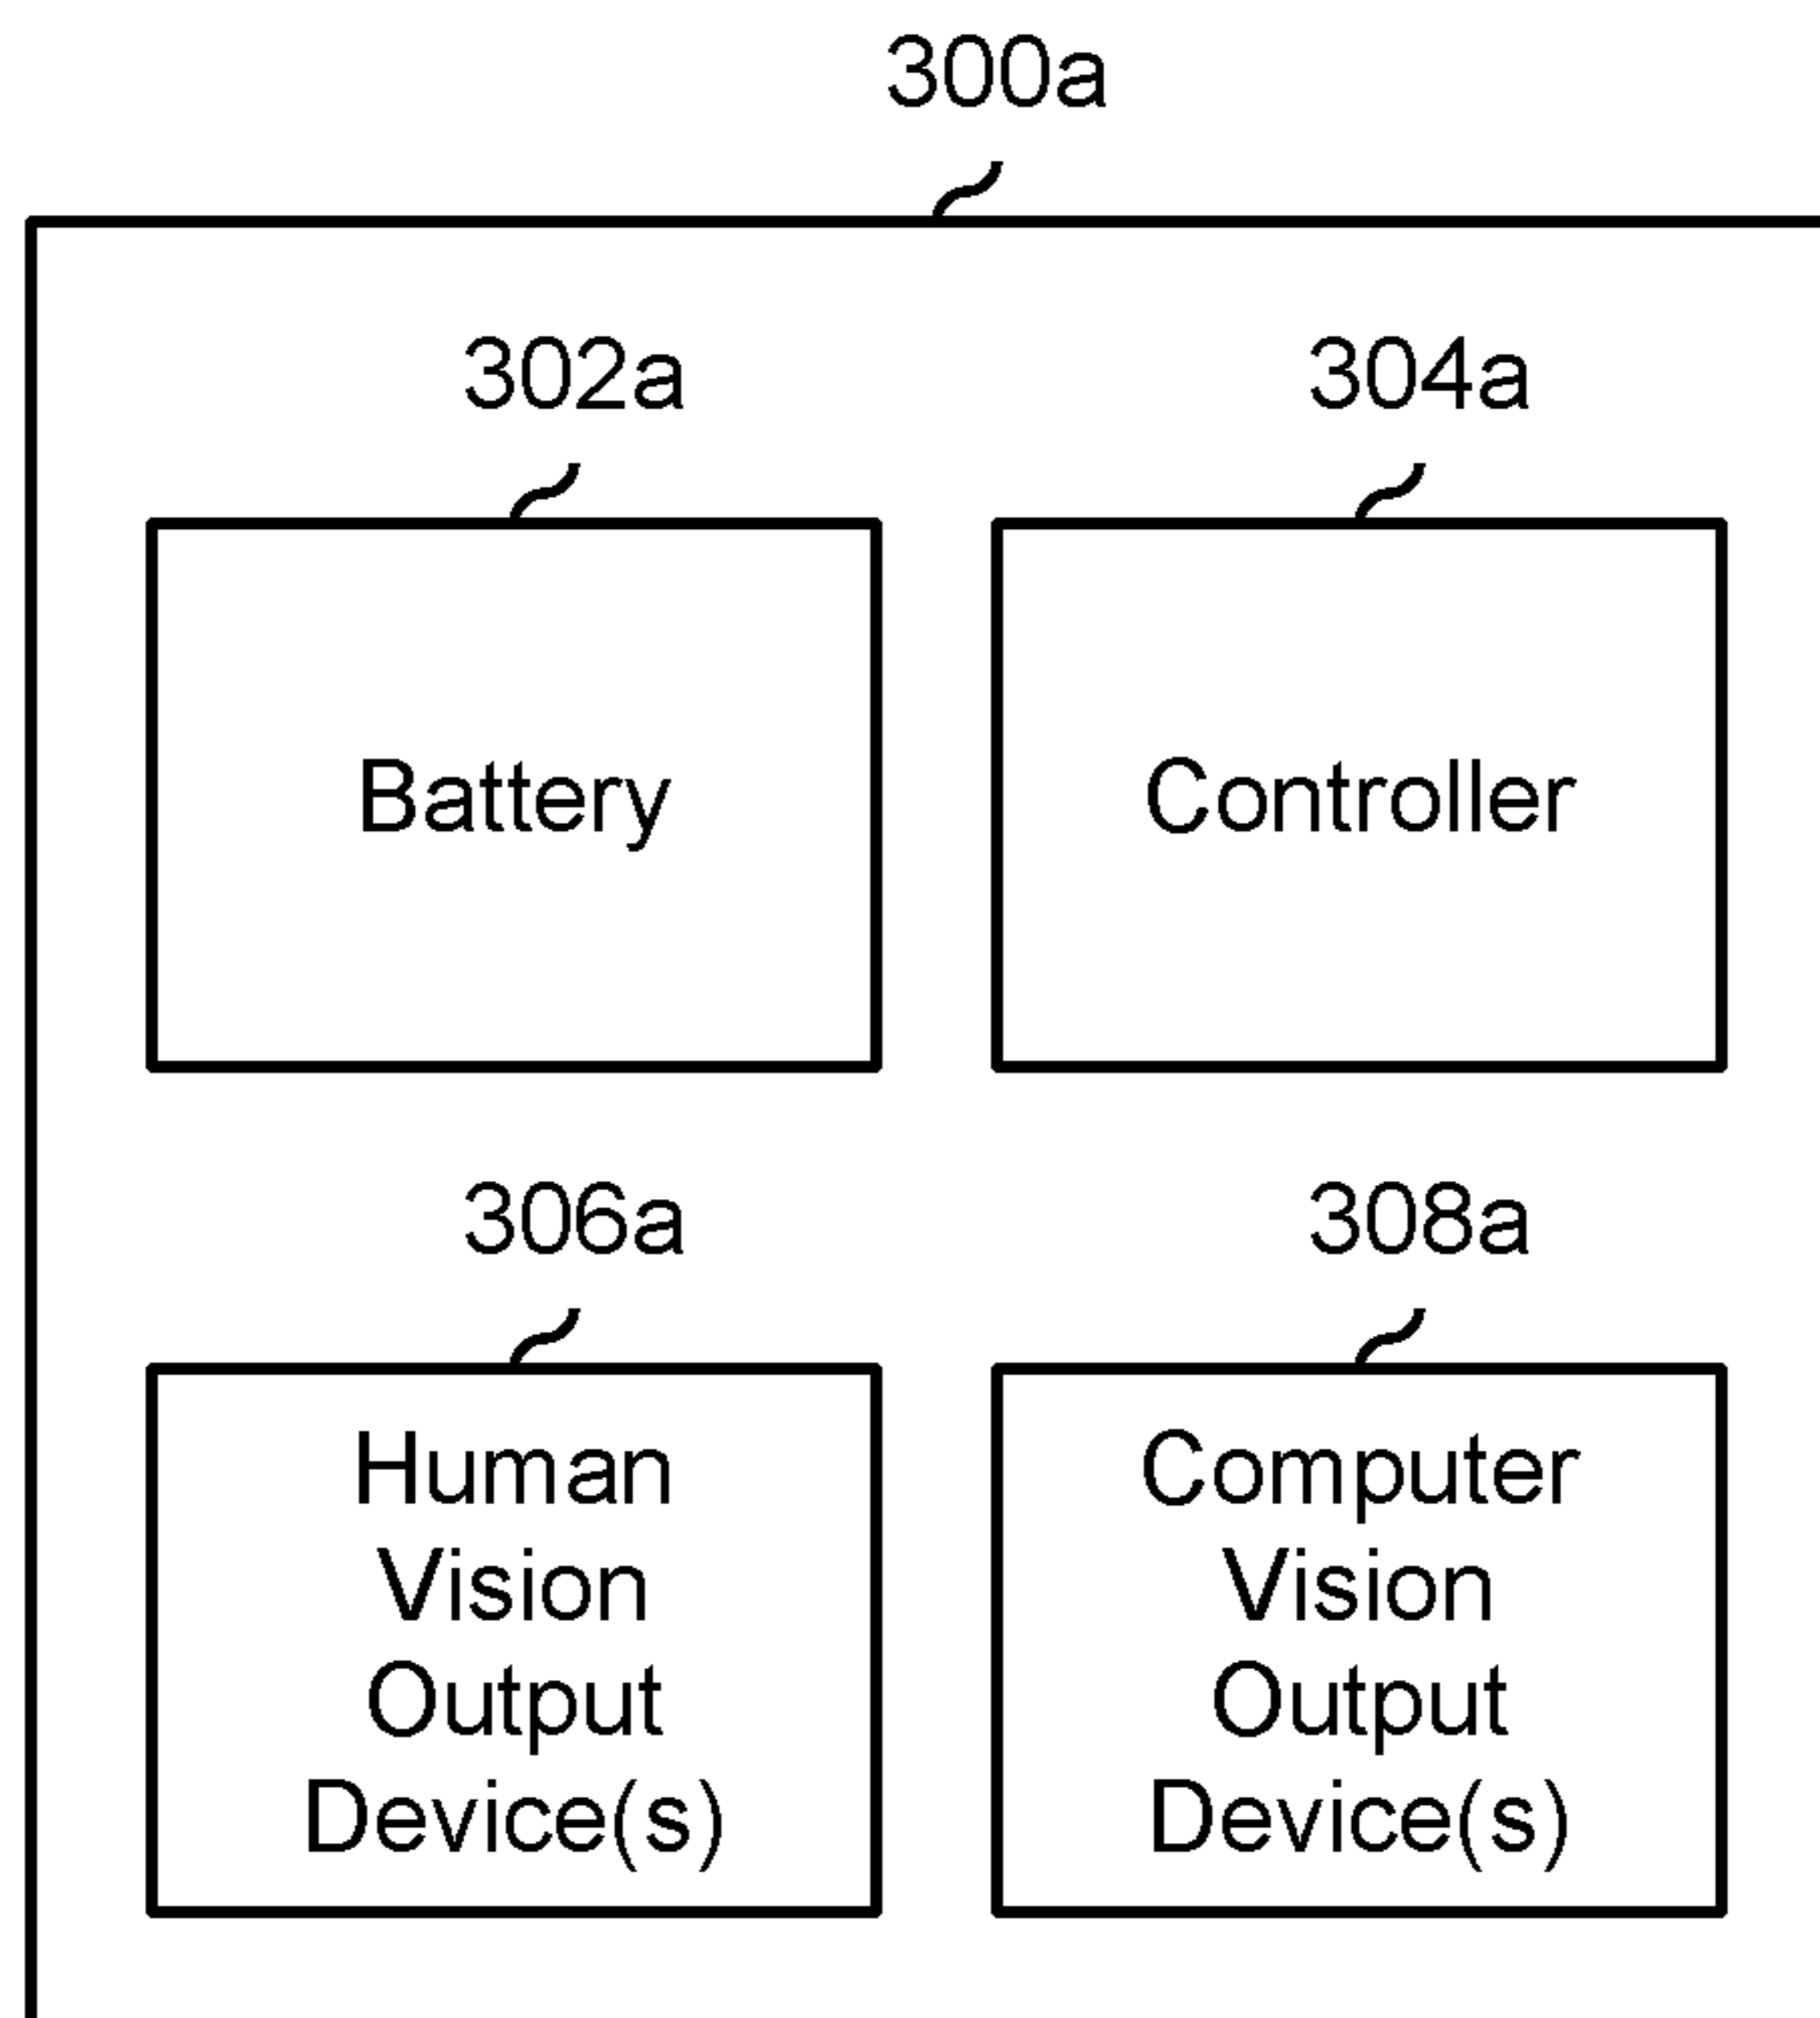 300a
302a
304a
Battery
Controller
306a
308a
Human
Vision
Output
Device(s)
Computer
Vision
Output
Device(s)